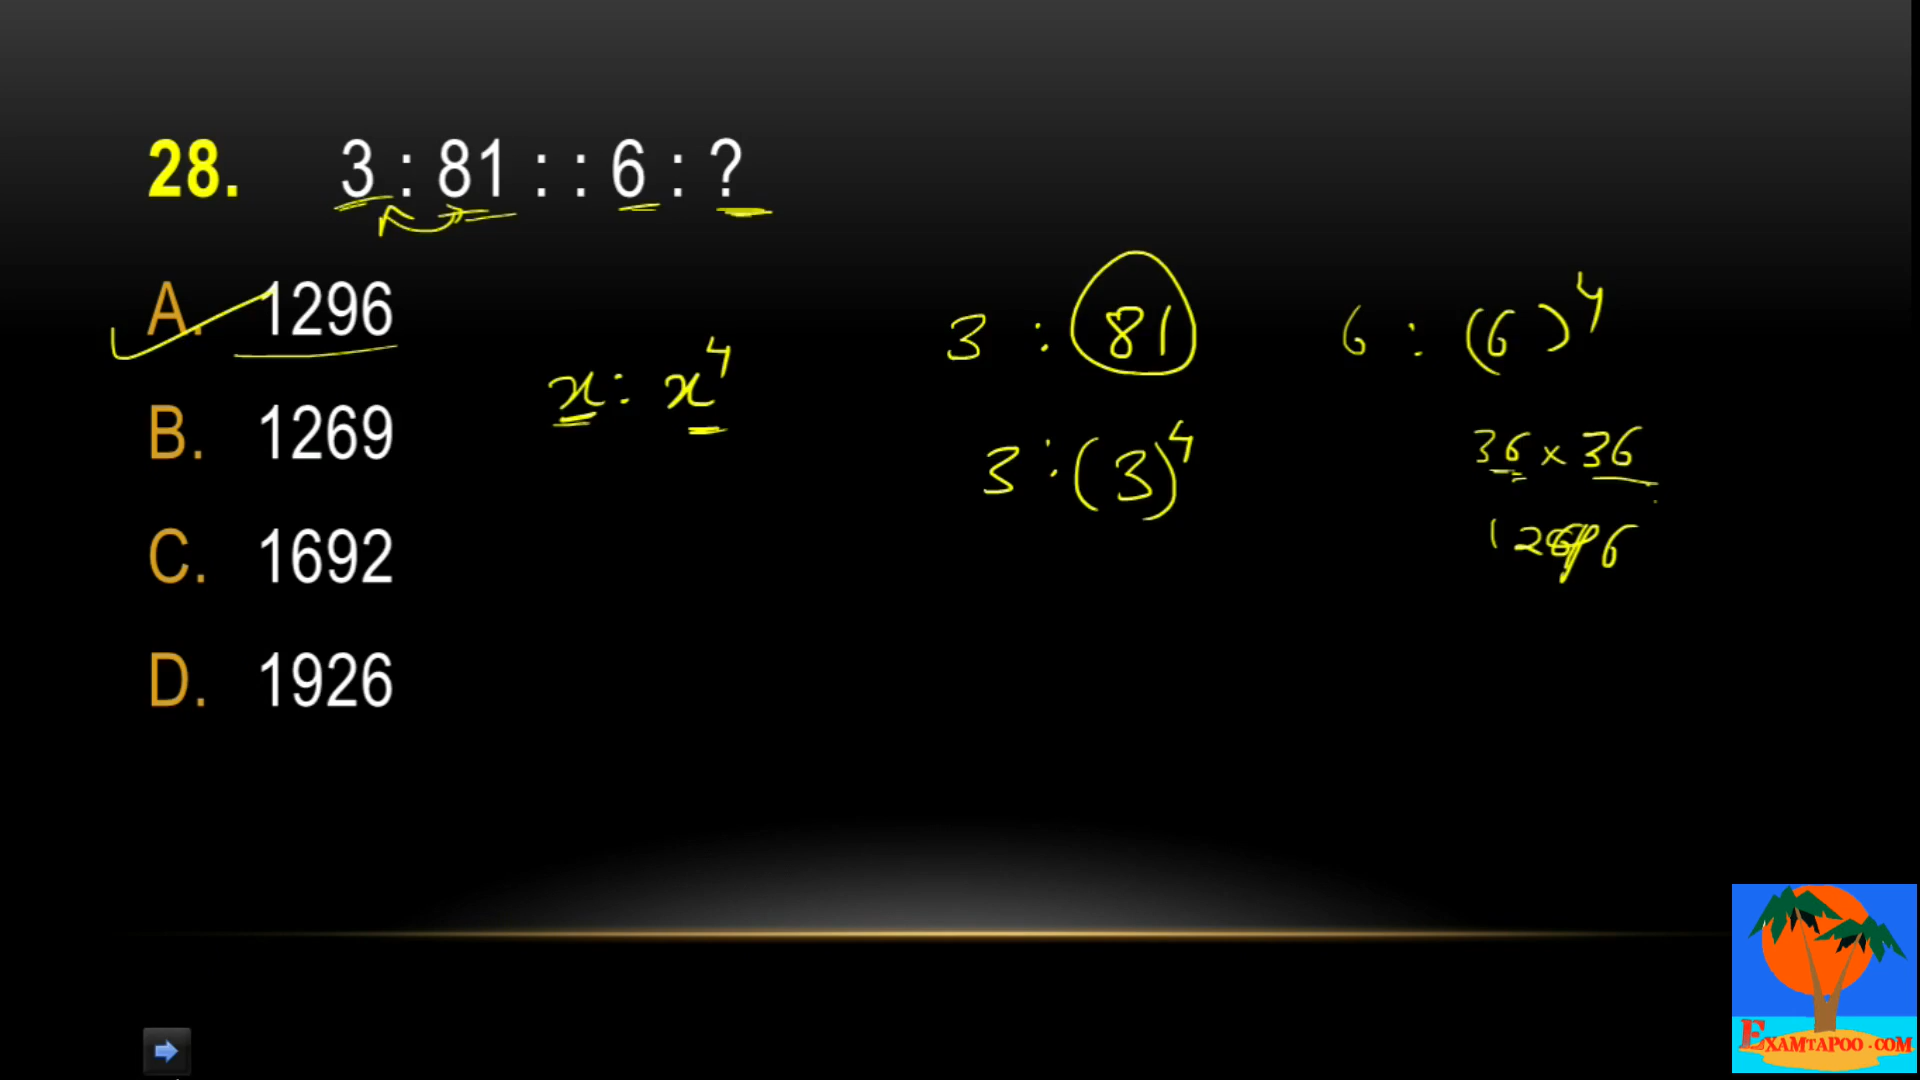 28. 3 : 81 : : 6 : ?
A. 1296
B. 1269
C. 1692
D. 1926
x : x⁴
3 : 81
3 : (3)⁴
6 : (6)⁴
36 × 36
EXAMTAPOO.COM